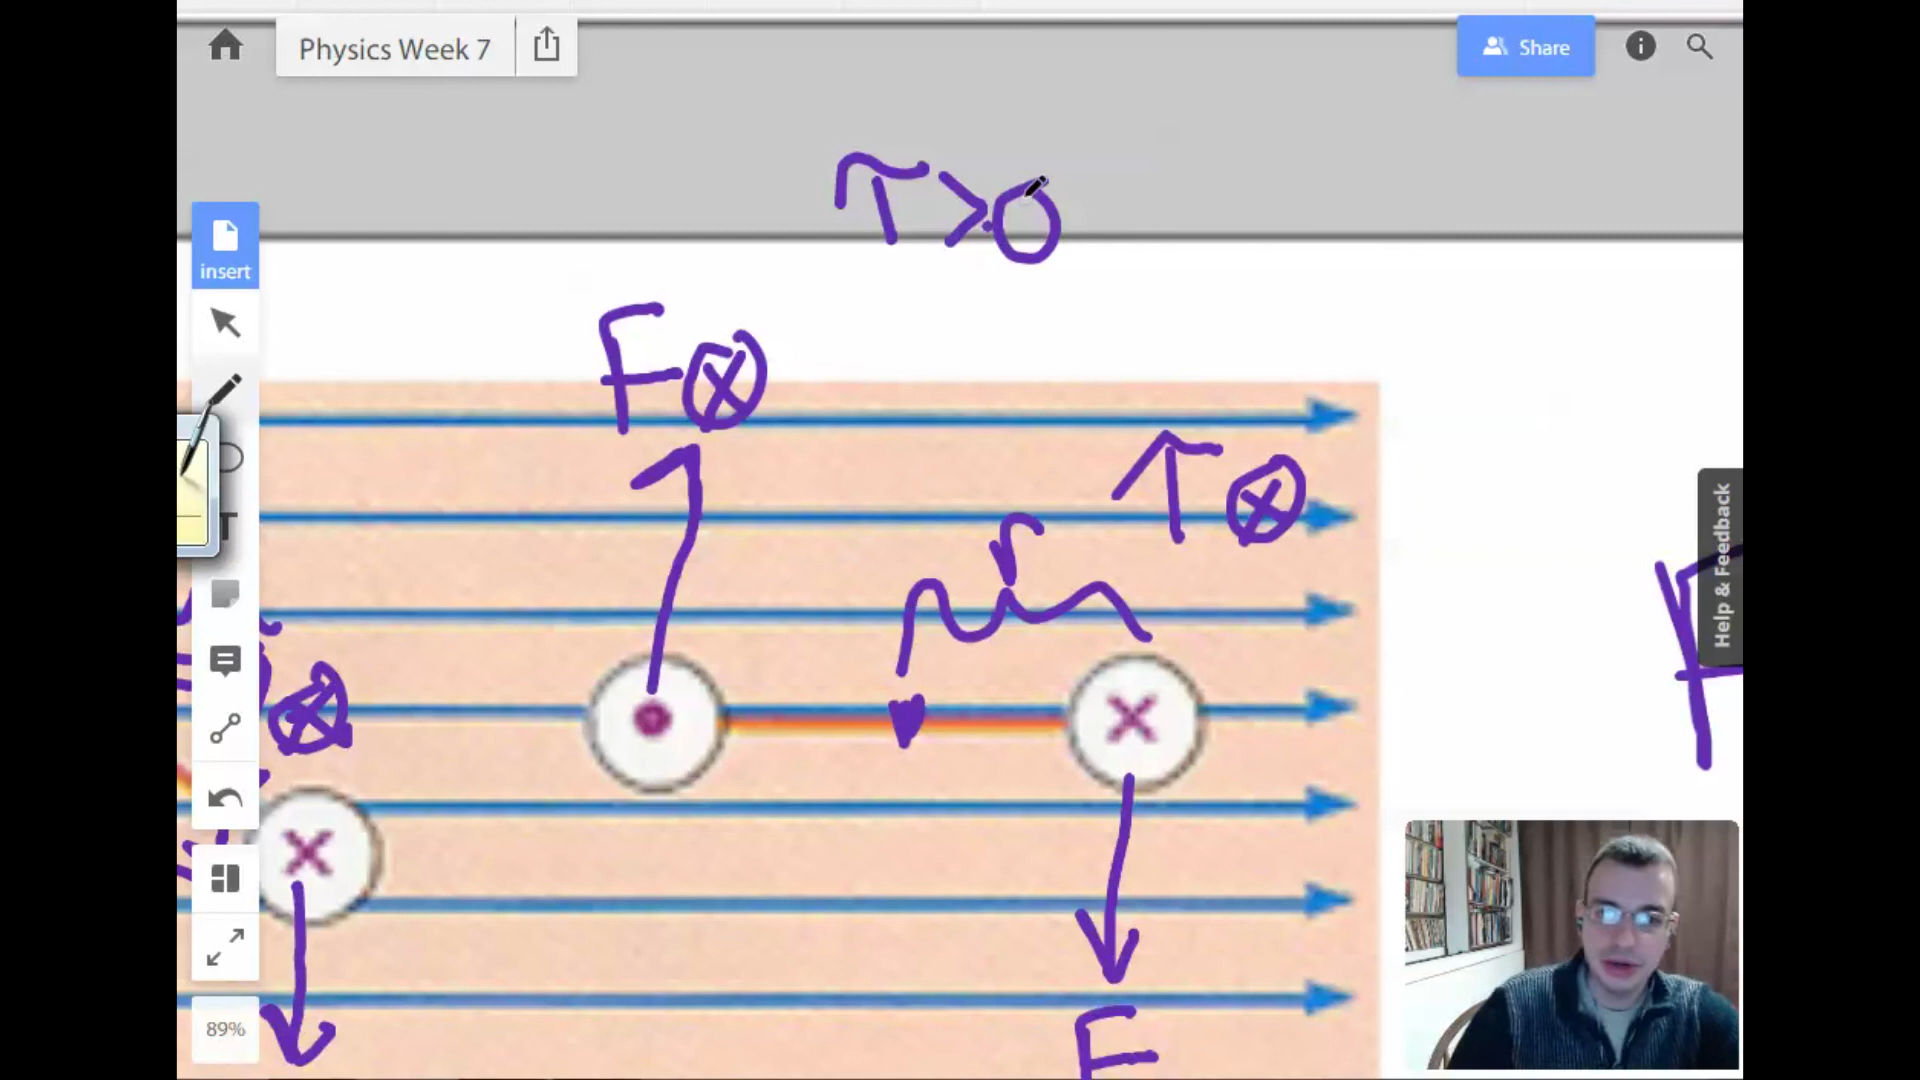 Physics Week 7
Share
τ>0
insert
F⊗
τ⊗
r
T
Help & Feedback
F
89%
F